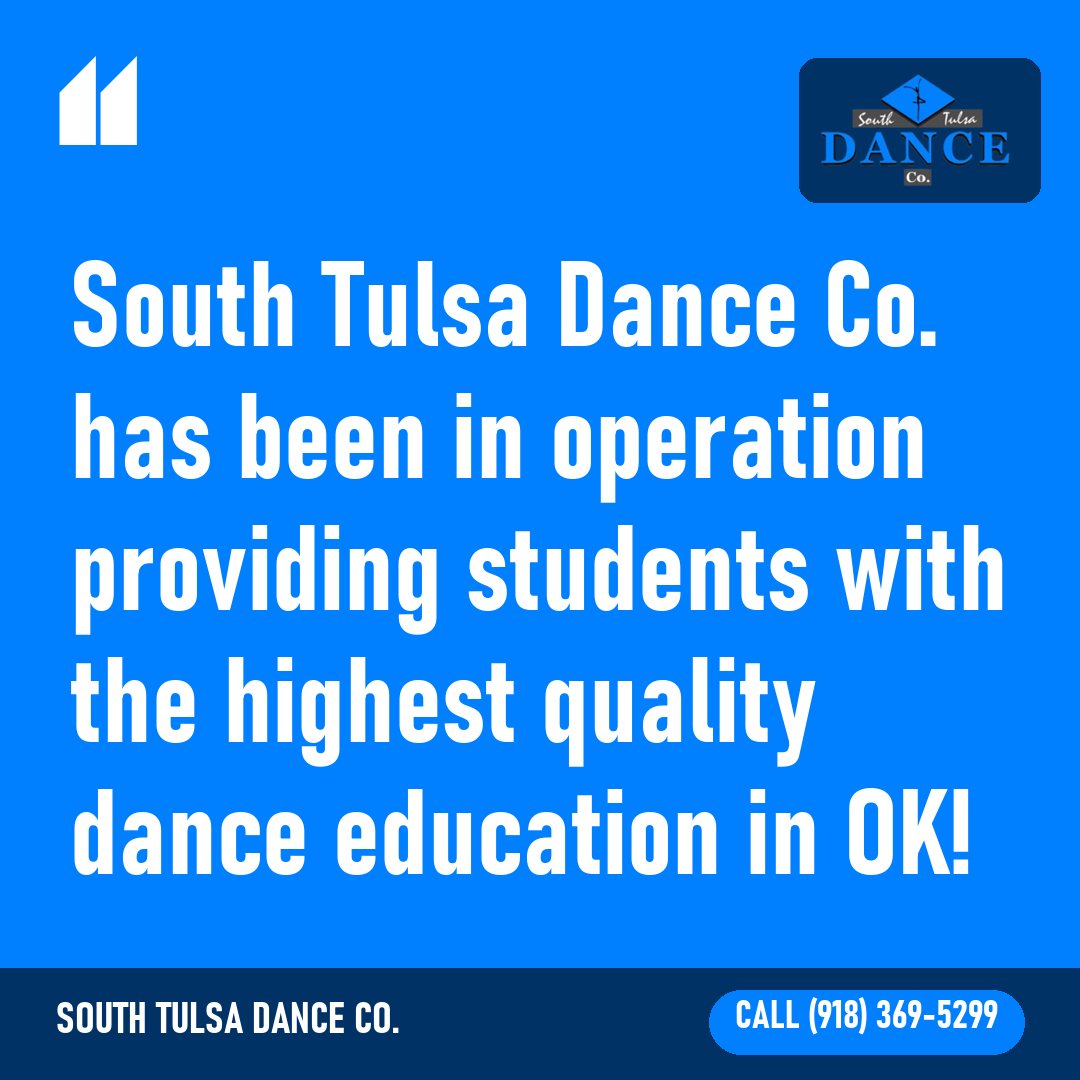 South Tulsa
DANCE
Co.
South Tulsa Dance Co.
has been in operation
providing students with
the highest quality
dance education in OK!
SOUTH TULSA DANCE CO.
CALL (918) 369-5299